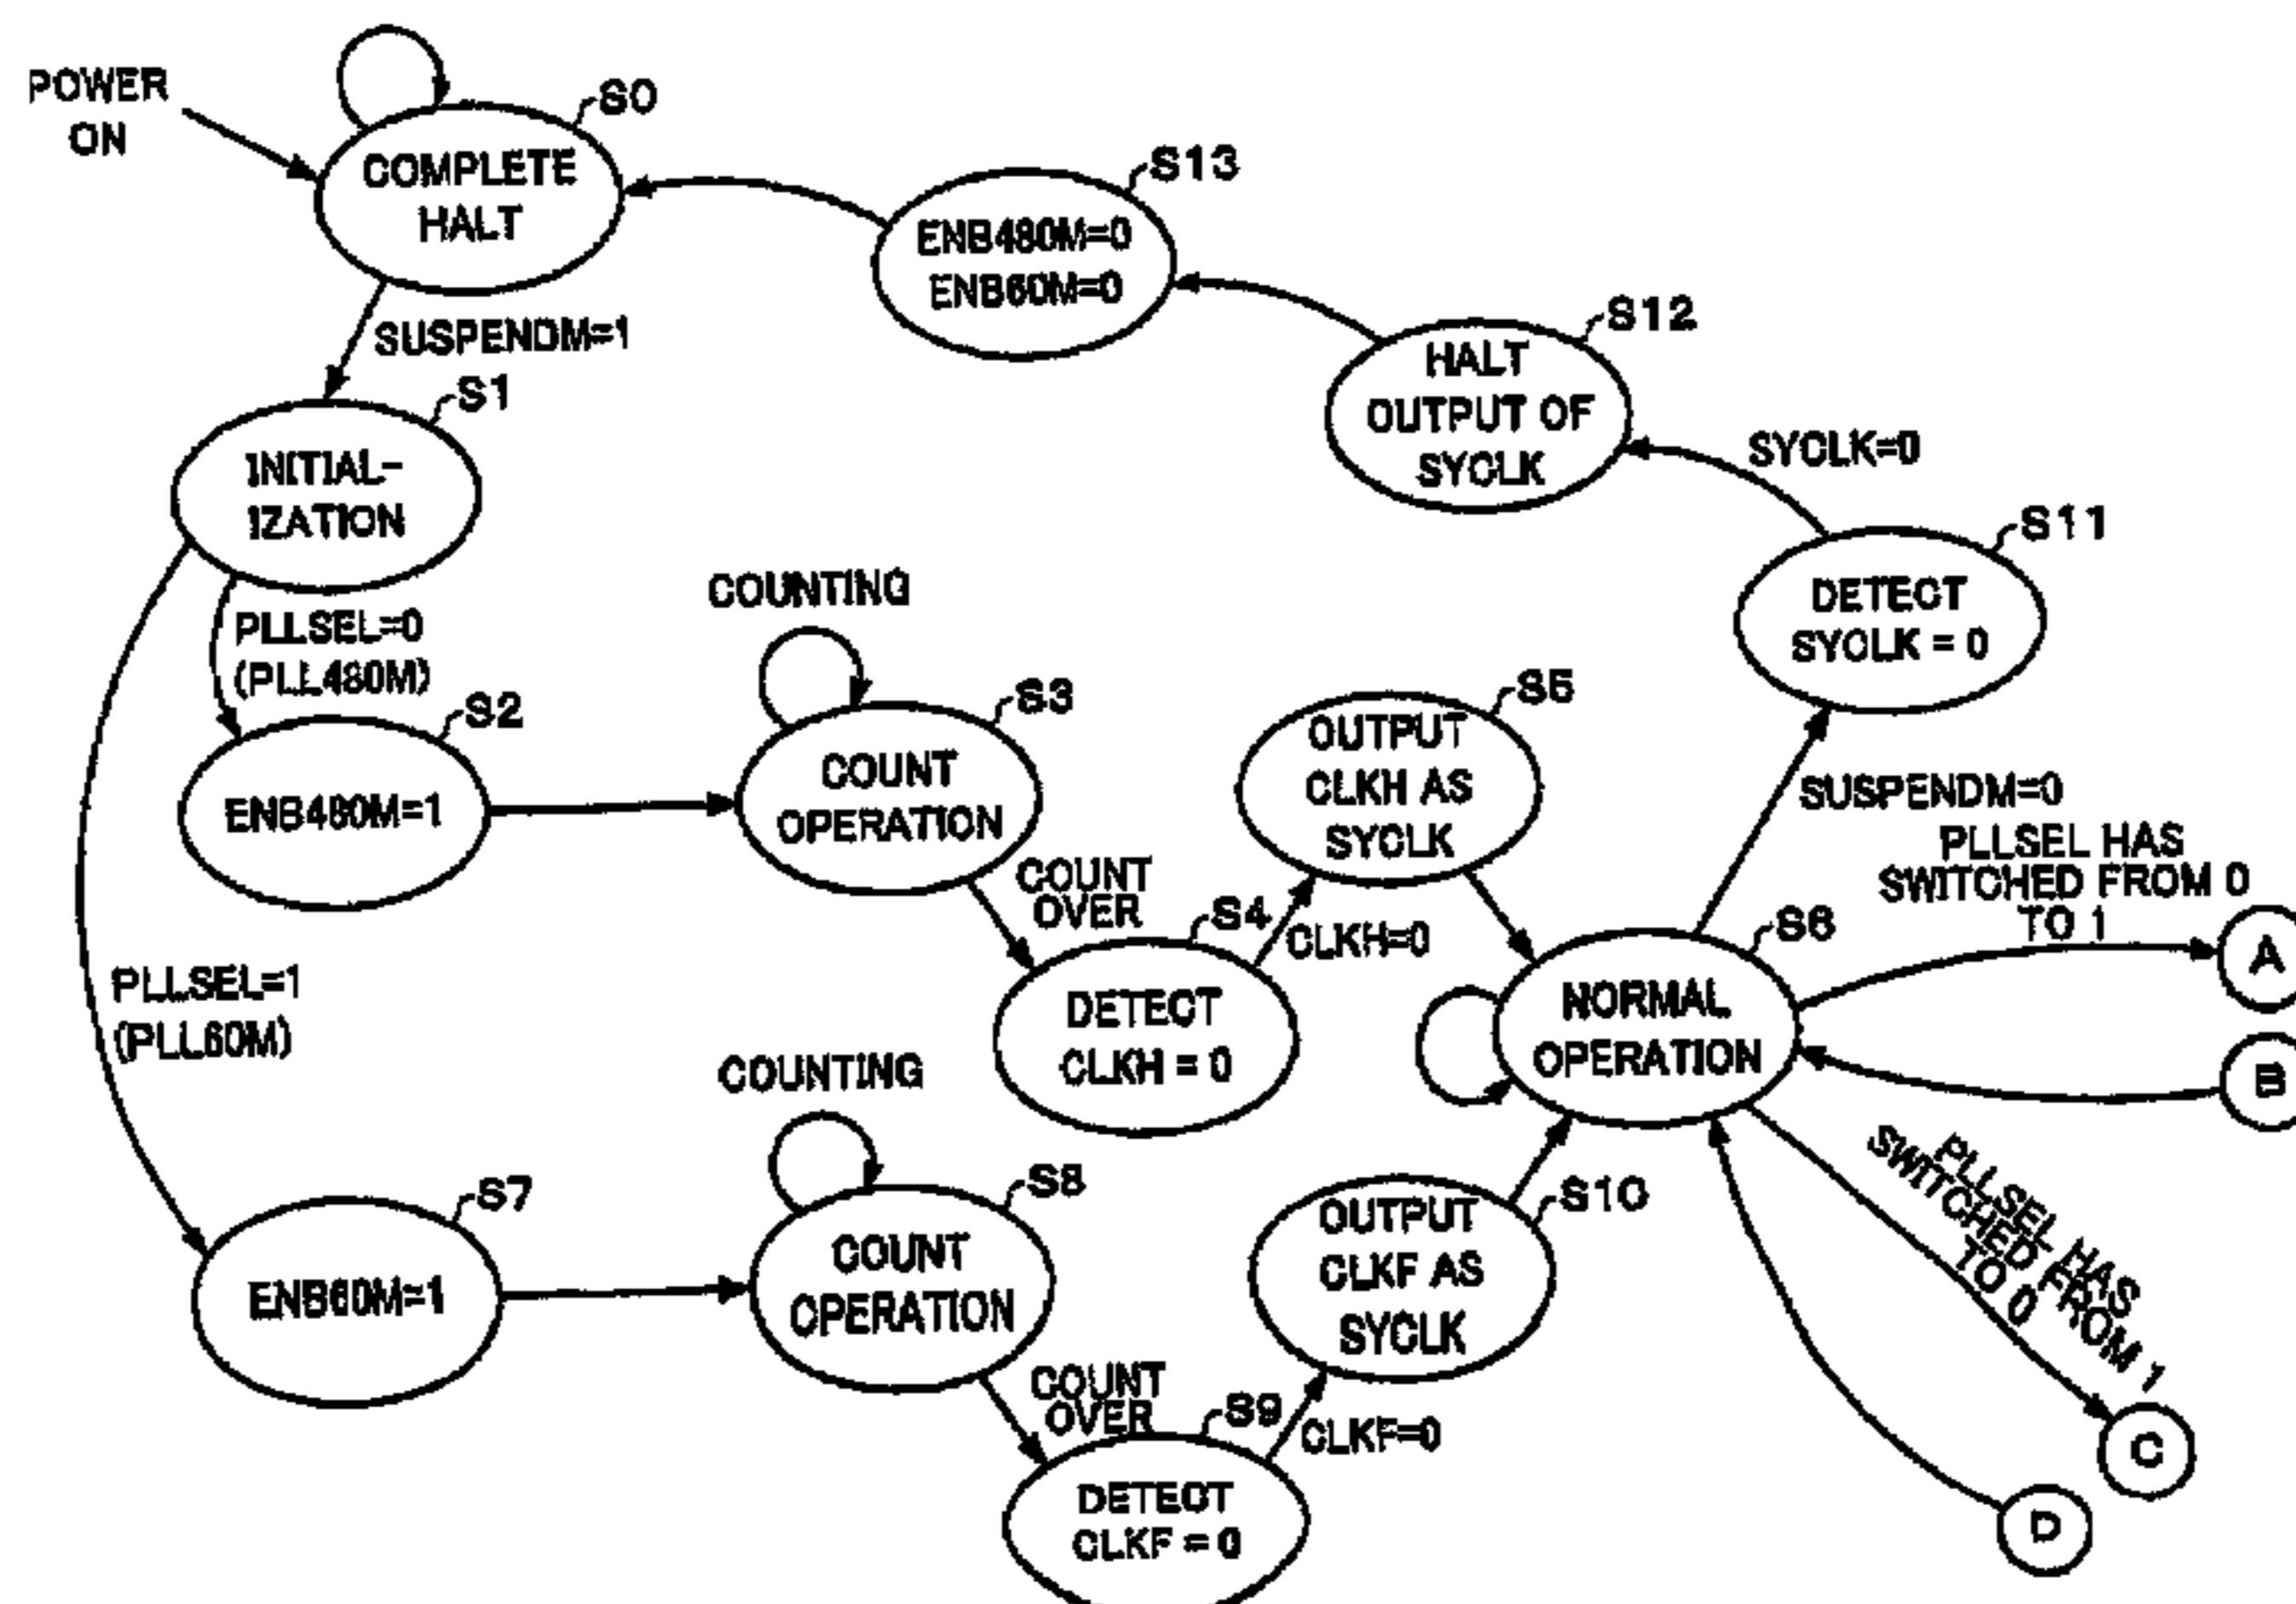 POWER
ON
S0
COMPLETE
HALT
S13
ENB480M=0
ENB60M=0
S12
HALT
OUTPUT OF
SYCLK
SUSPENDM=1
S1
INITIAL-
IZATION
SYCLK=0
S11
DETECT
SYCLK = 0
PLLSEL=0
(PLL480M)
COUNTING
S2
ENB480M=1
S3
COUNT
OPERATION
S5
OUTPUT
CLKH AS
SYCLK
SUSPENDM=0
COUNT
OVER
S4
CLKH=0
DETECT
CLKH = 0
S6
NORMAL
OPERATION
PLLSEL HAS
SWITCHED FROM 0
TO 1
A
B
PLLSEL=1
(PLL60M)
COUNTING
S7
ENB60M=1
S8
COUNT
OPERATION
S10
OUTPUT
CLKF AS
SYCLK
COUNT
OVER
S9
CLKF=0
DETECT
CLKF = 0
PLLSEL HAS
SWITCHED FROM 1
TO 0
C
D